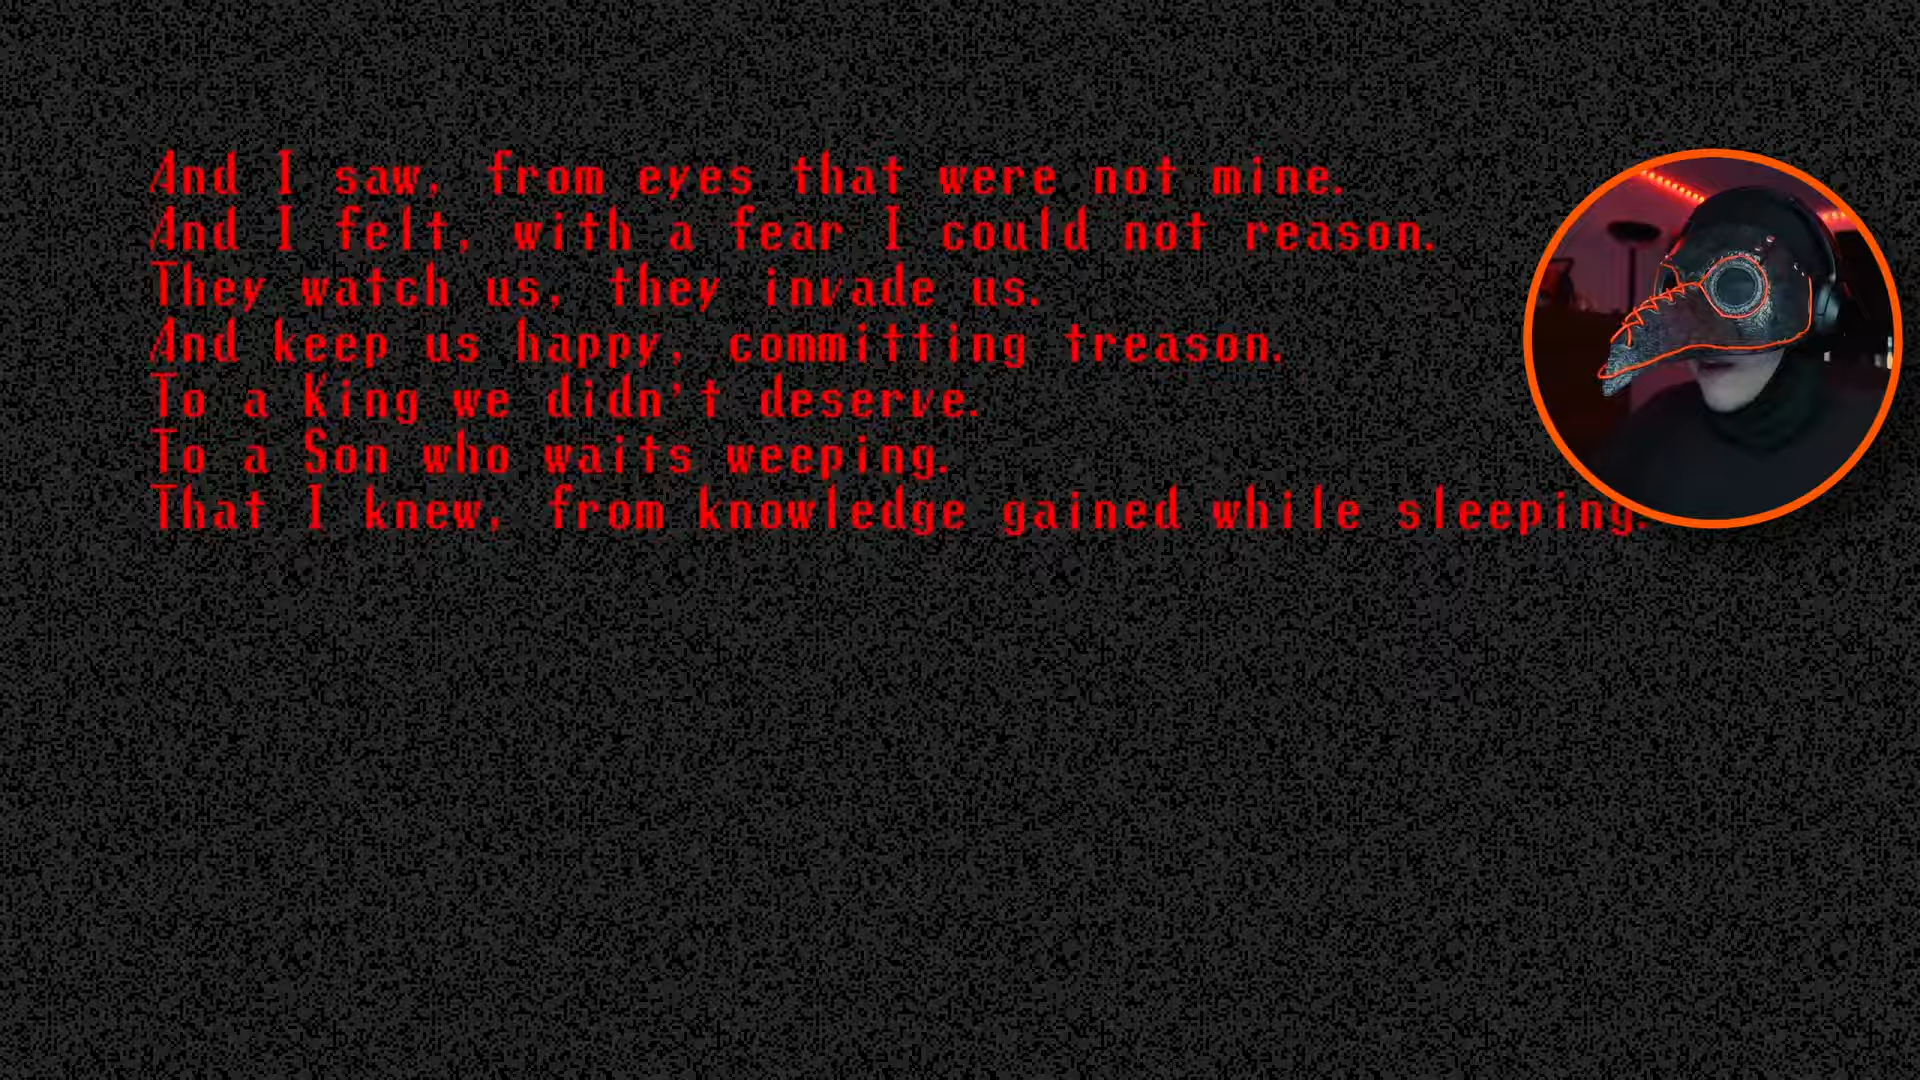 And I saw, from eyes that were not mine.
And I felt, with a fear I could not reason.
They watch us, they invade us.
And keep us happy, committing treason.
To a King we didn't deserve.
To a Son who waits weeping.
That I knew, from knowledge gained while sleeping.